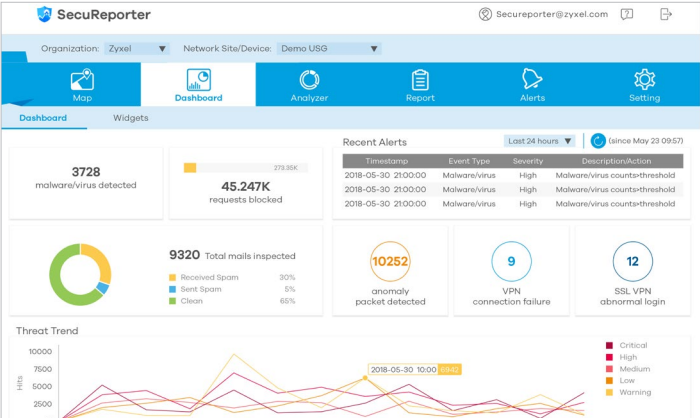 SecuReporter
Secureporter@zyxel.com ?
Organization: Zyxel ▼ Network Site/Device: Demo USG ▼
Map Dashboard Analyzer Report Alerts Setting
Dashboard Widgets
Recent Alerts Last 24 hours ▼ (since May 23 09:57)
3728
malware/virus detected
273.35K
45.247K
requests blocked
Timestamp Event Type Severity Description/Action
2018-05-30 21:00:00 Malware/virus High Malware/virus counts>threshold
2018-05-30 21:00:00 Malware/virus High Malware/virus counts>threshold
2018-05-30 21:00:00 Malware/virus High Malware/virus counts>threshold
9320 Total mails inspected
Received Spam 30%
Sent Spam 5%
Clean 65%
10252
anomaly
packet detected
9
VPN
connection failure
12
SSL VPN
abnormal login
Threat Trend
10000
7500
5000
2500
Hits
2018-05-30 10:00 6942
Critical
High
Medium
Low
Warning